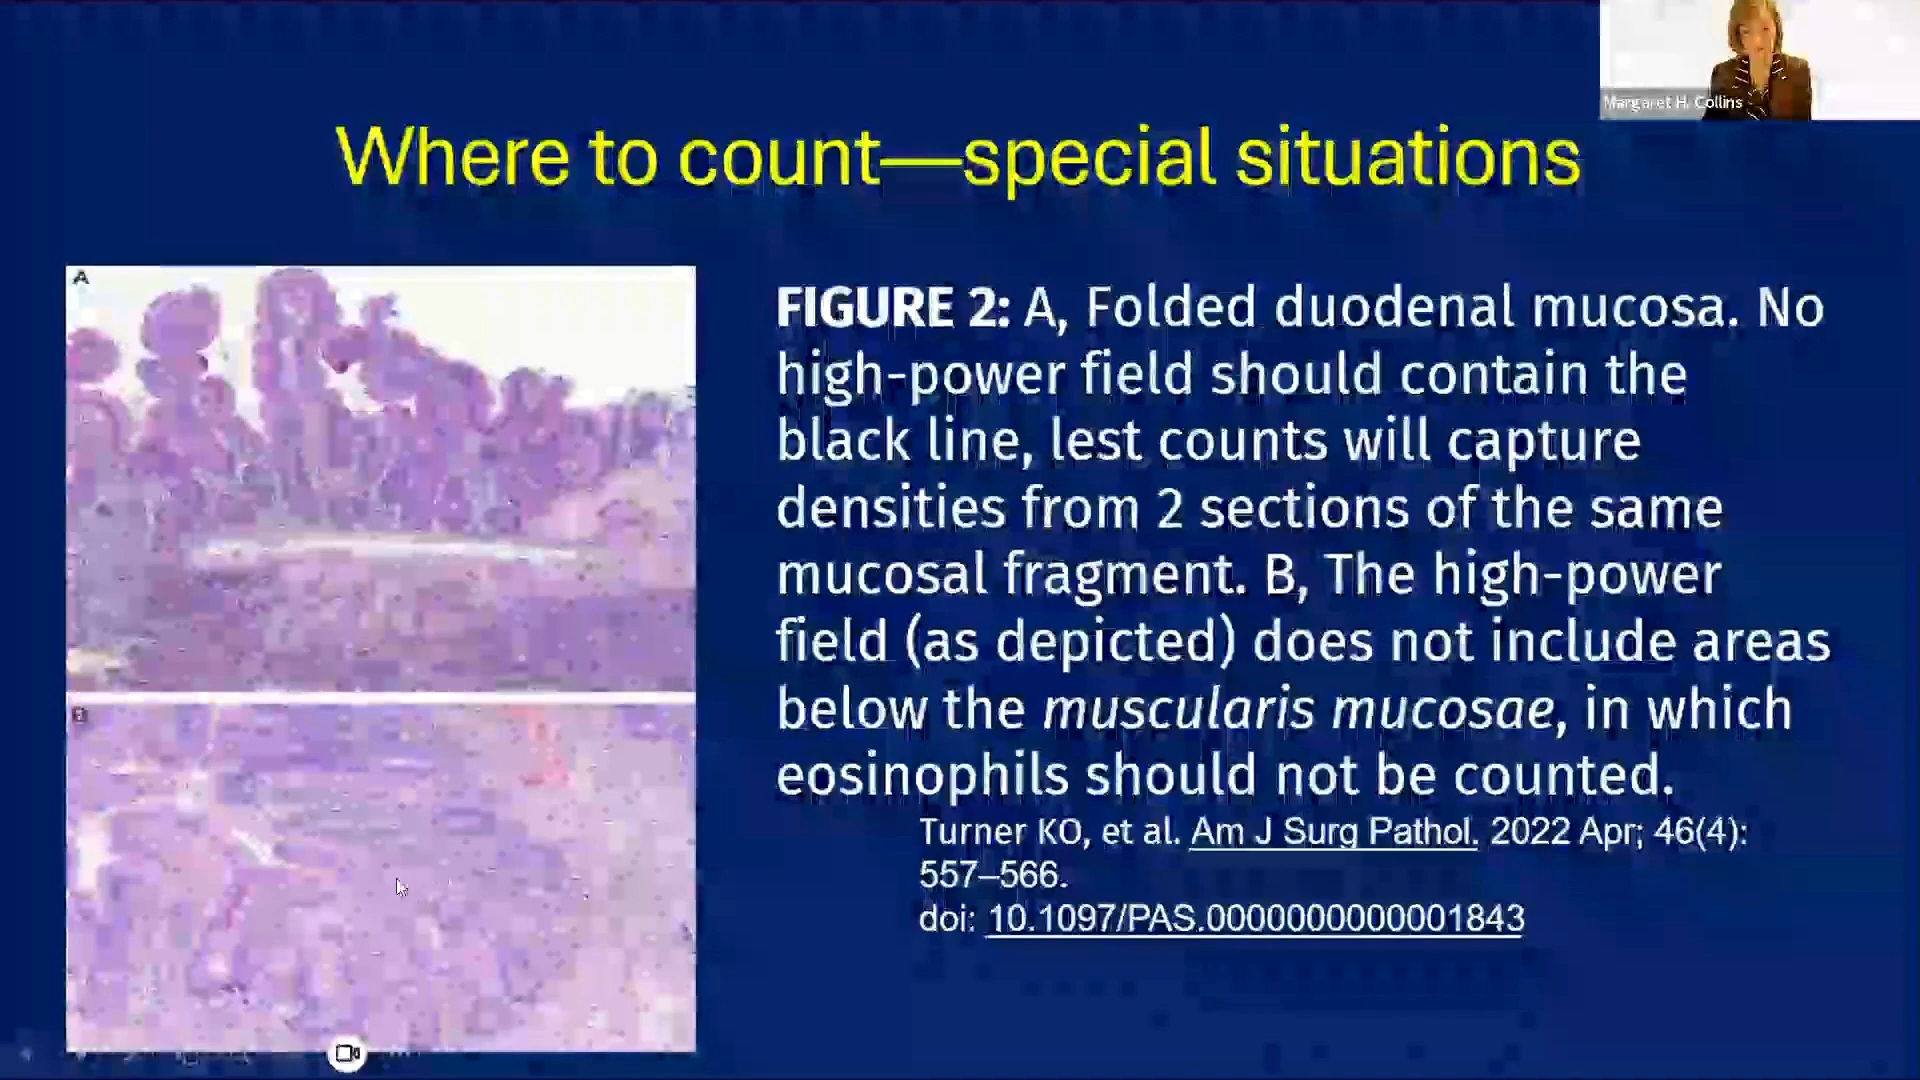 Margaret H. Collins
Where to count—special situations
A
FIGURE 2: A, Folded duodenal mucosa. No
high-power field should contain the
black line, lest counts will capture
densities from 2 sections of the same
mucosal fragment. B, The high-power
field (as depicted) does not include areas
below the muscularis mucosae, in which
eosinophils should not be counted.
B
Turner KO, et al. Am J Surg Pathol. 2022 Apr; 46(4):
557–566.
doi: 10.1097/PAS.0000000000001843